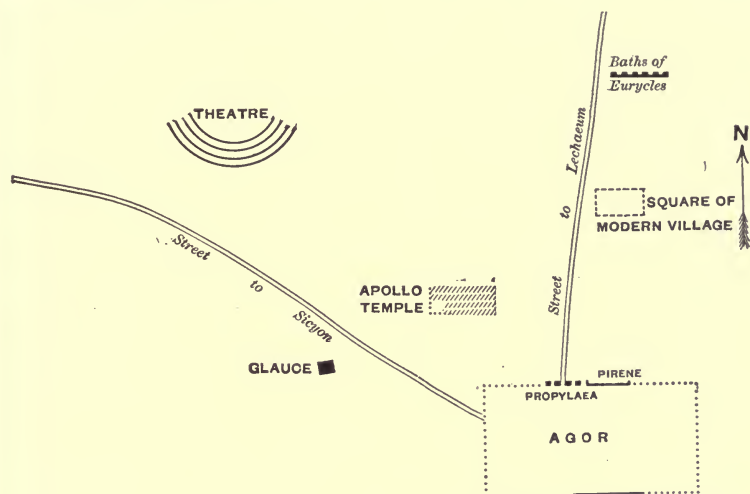 Baths of
Eurycles
THEATRE
N
Street to Lechaeum
SQUARE OF
MODERN VILLAGE
Street to Sicyon
APOLLO
TEMPLE
GLAUCE
PIRENE
PROPYLAEA
AGOR